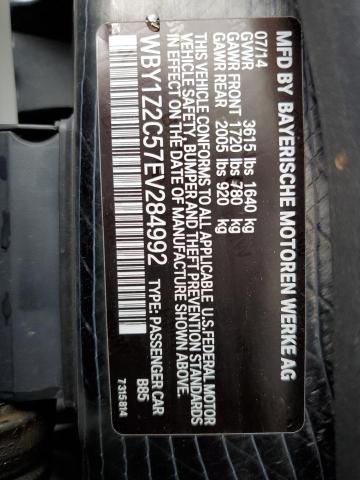 MFD BY BAYERISCHE MOTOREN WERKE AG
07/14
GVWR 3615 lbs 1640 kg
GAWR FRONT 1720 lbs 780 kg
GAWR REAR 2006 lbs 920 kg
THIS VEHICLE CONFORMS TO ALL APPLICABLE U.S.FEDERAL MOTOR
VEHICLE SAFETY, BUMPER AND THEFT PREVENTION STANDARDS
IN EFFECT ON THE DATE OF MANUFACTURE SHOWN ABOVE.
WBY1Z2C57EV284992 TYPE: PASSENGER CAR
B85
7315814